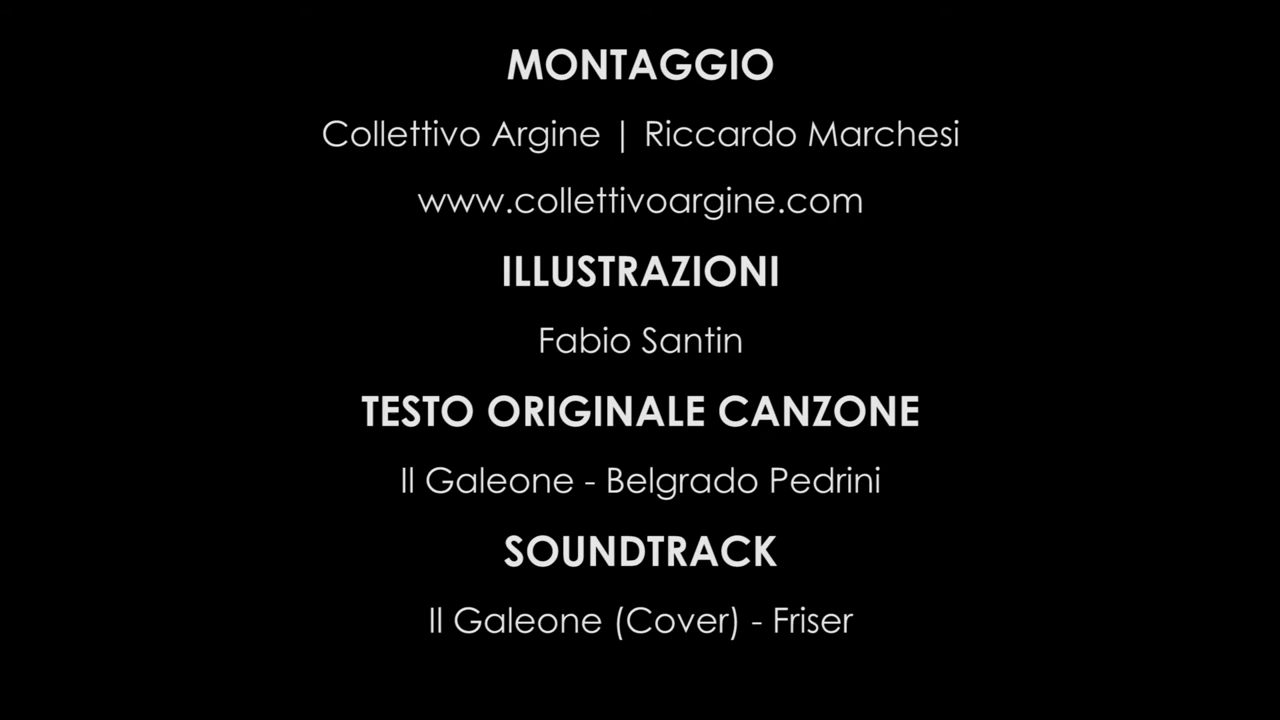 MONTAGGIO
Collettivo Argine | Riccardo Marchesi
www.collettivoargine.com
ILLUSTRAZIONI
Fabio Santin
TESTO ORIGINALE CANZONE
Il Galeone - Belgrado Pedrini
SOUNDTRACK
Il Galeone (Cover) - Friser